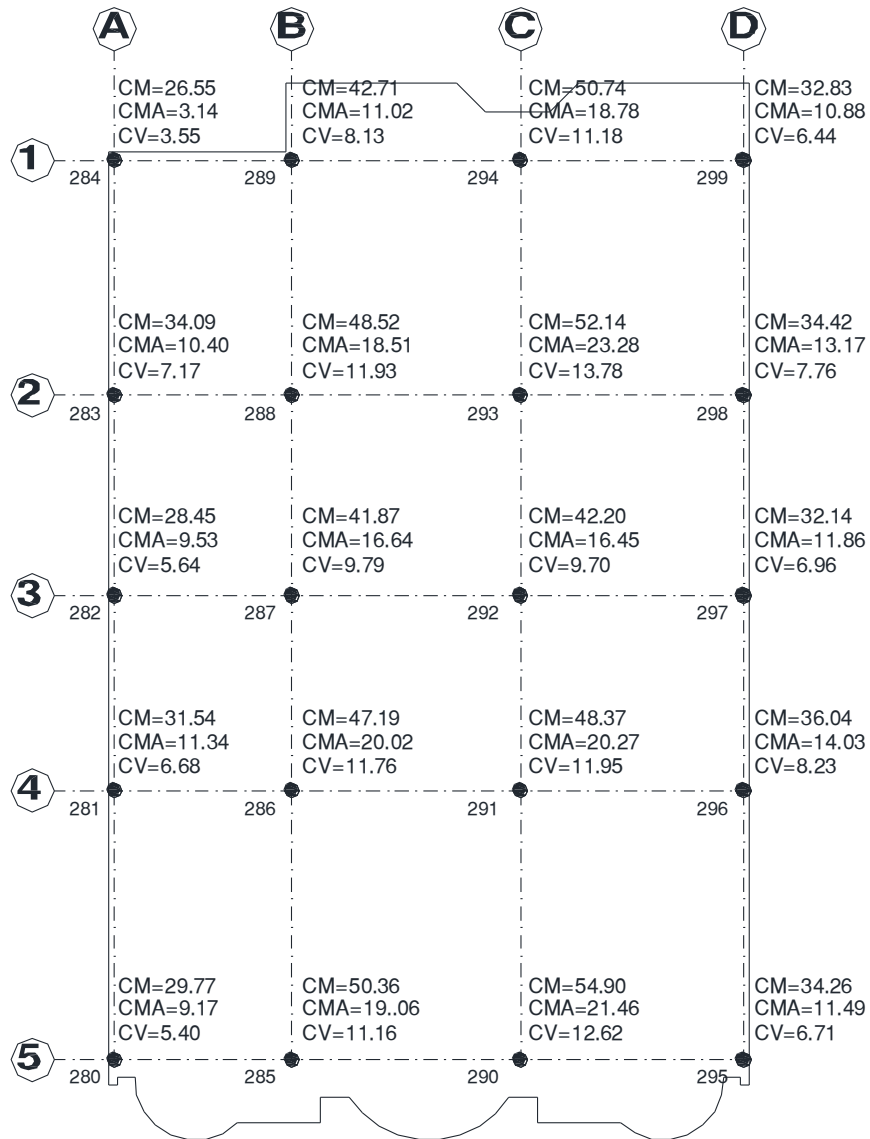 A B C D
CM=26.55 CM=42.71 CM=50.74 CM=32.83
CMA=3.14 CMA=11.02 CMA=18.78 CMA=10.88
CV=3.55 CV=8.13 CV=11.18 CV=6.44
1
284 289 294 299
CM=34.09 CM=48.52 CM=52.14 CM=34.42
CMA=10.40 CMA=18.51 CMA=23.28 CMA=13.17
CV=7.17 CV=11.93 CV=13.78 CV=7.76
2
283 288 293 298
CM=28.45 CM=41.87 CM=42.20 CM=32.14
CMA=9.53 CMA=16.64 CMA=16.45 CMA=11.86
CV=5.64 CV=9.79 CV=9.70 CV=6.96
3
282 287 292 297
CM=31.54 CM=47.19 CM=48.37 CM=36.04
CMA=11.34 CMA=20.02 CMA=20.27 CMA=14.03
CV=6.68 CV=11.76 CV=11.95 CV=8.23
4
281 286 291 296
CM=29.77 CM=50.36 CM=54.90 CM=34.26
CMA=9.17 CMA=19..06 CMA=21.46 CMA=11.49
CV=5.40 CV=11.16 CV=12.62 CV=6.71
5
280 285 290 295